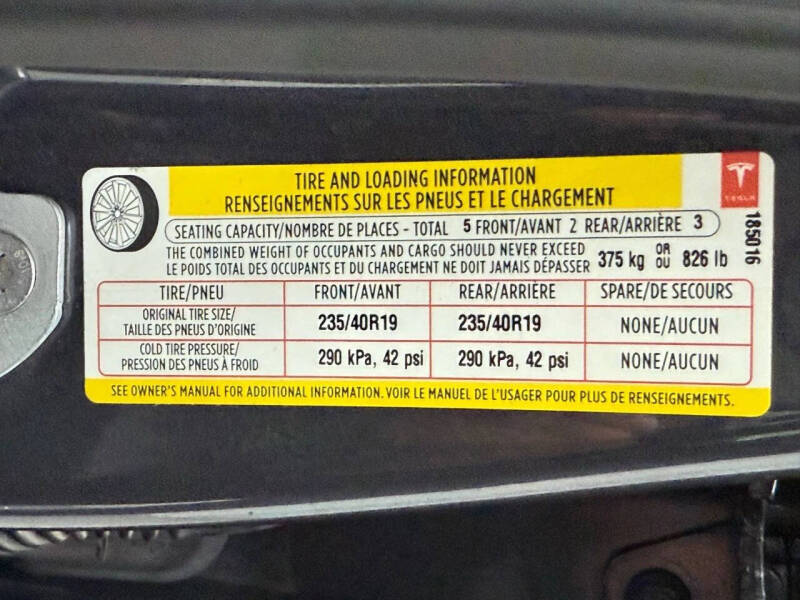 TIRE AND LOADING INFORMATION
RENSEIGNEMENTS SUR LES PNEUS ET LE CHARGEMENT
TESLA
SEATING CAPACITY/NOMBRE DE PLACES - TOTAL 5 FRONT/AVANT 2 REAR/ARRIÈRE 3
THE COMBINED WEIGHT OF OCCUPANTS AND CARGO SHOULD NEVER EXCEED
LE POIDS TOTAL DES OCCUPANTS ET DU CHARGEMENT NE DOIT JAMAIS DÉPASSER
375 kg OR OU 826 lb
185016
TIRE/PNEU FRONT/AVANT REAR/ARRIÈRE SPARE/DE SECOURS
ORIGINAL TIRE SIZE/
TAILLE DES PNEUS D'ORIGINE
235/40R19 235/40R19 NONE/AUCUN
COLD TIRE PRESSURE/
PRESSION DES PNEUS À FROID
290 kPa, 42 psi 290 kPa, 42 psi NONE/AUCUN
SEE OWNER'S MANUAL FOR ADDITIONAL INFORMATION. VOIR LE MANUEL DE L'USAGER POUR PLUS DE RENSEIGNEMENTS.